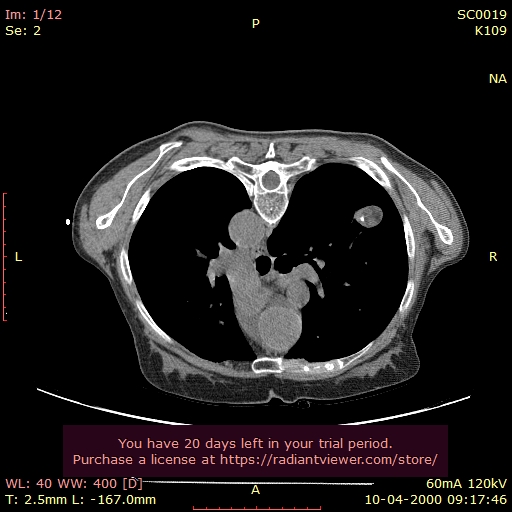 Im: 1/12
Se: 2
P
SC0019
K109
NA
L
R
You have 20 days left in your trial period.
Purchase a license at https://radiantviewer.com/store/
WL: 40 WW: 400 [D]
T: 2.5mm L: -167.0mm
A
60mA 120kV
10-04-2000 09:17:46